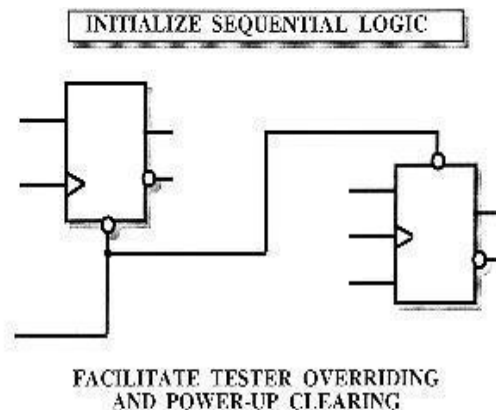 INITIALIZE SEQUENTIAL LOGIC
FACILITATE TESTER OVERRIDING
AND POWER-UP CLEARING